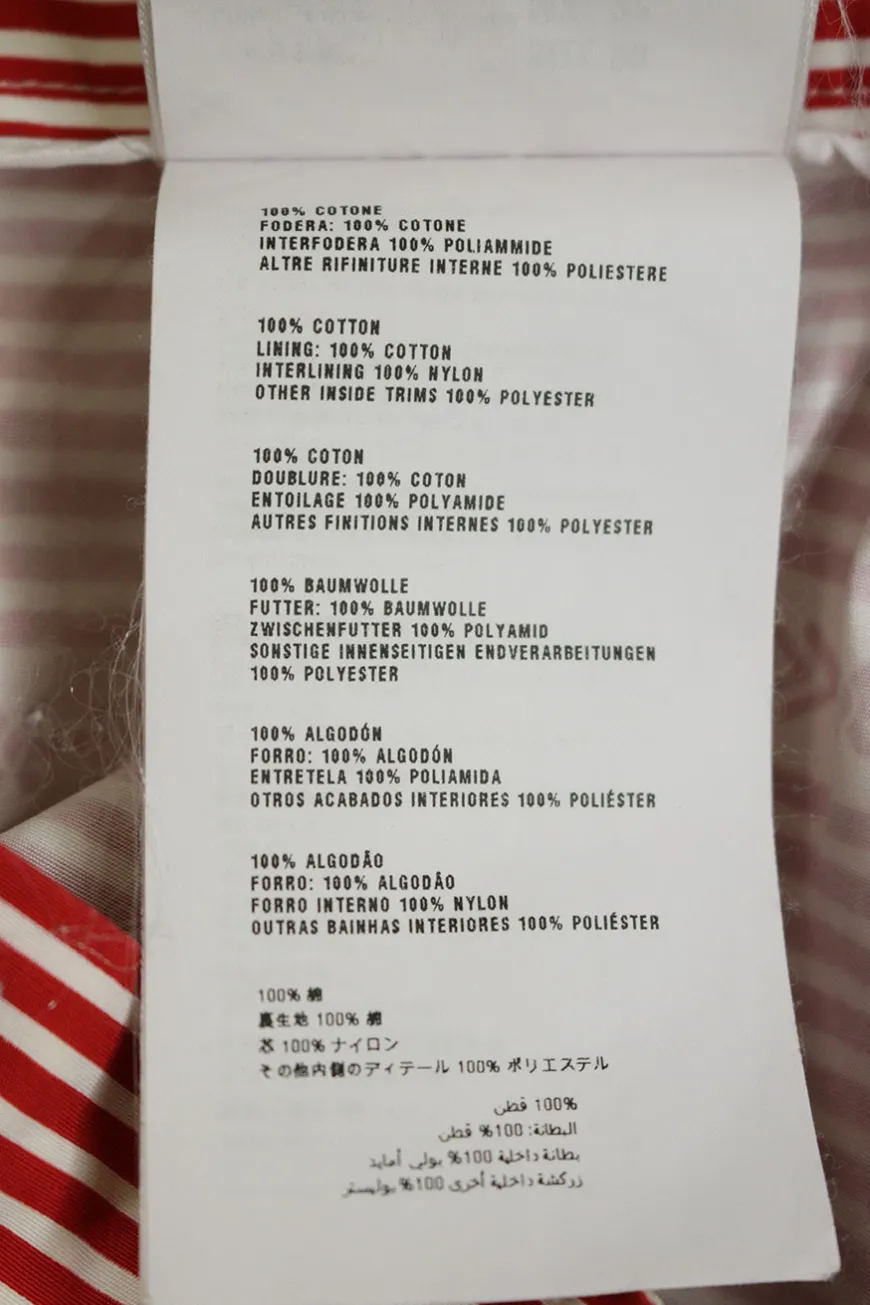 100% COTONE
FODERA: 100% COTONE
INTERFODERA 100% POLIAMMIDE
ALTRE RIFINITURE INTERNE 100% POLIESTERE
100% COTTON
LINING: 100% COTTON
INTERLINING 100% NYLON
OTHER INSIDE TRIMS 100% POLYESTER
100% COTON
DOUBLURE: 100% COTON
ENTOILAGE 100% POLYAMIDE
AUTRES FINITIONS INTERNES 100% POLYESTER
100% BAUMWOLLE
FUTTER: 100% BAUMWOLLE
ZWISCHENFUTTER 100% POLYAMID
SONSTIGE INNENSEITIGEN ENDVERARBEITUNGEN
100% POLYESTER
100% ALGODÓN
FORRO: 100% ALGODÓN
ENTRETELA 100% POLIAMIDA
OTROS ACABADOS INTERIORES 100% POLIÉSTER
100% ALGODÃO
FORRO: 100% ALGODÃO
FORRO INTERNO 100% NYLON
OUTRAS BAINHAS INTERIORES 100% POLIÉSTER
100% 綿
裏生地 100% 綿
芯 100% ナイロン
その他内側のディテール 100% ポリエステル
100% قطن
البطانة: 100% قطن
بطانة داخلية 100% بولي أمايد
زركشة داخلية أخرى 100% بوليستر